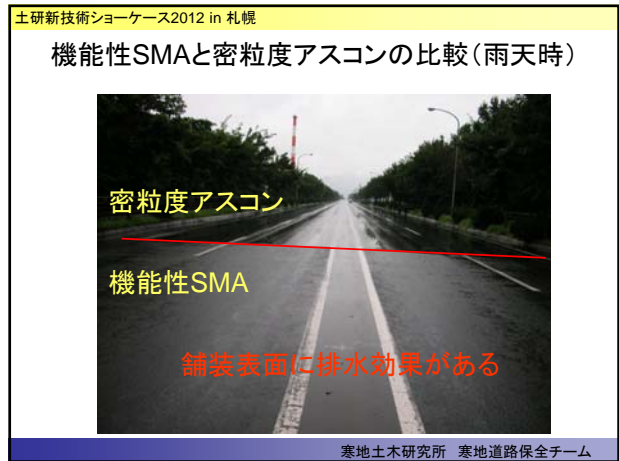 土研新技術ショーケース2012 in 札幌
機能性SMAと密粒度アスコンの比較（雨天時）
密粒度アスコン
機能性SMA
舗装表面に排水効果がある
寒地土木研究所　寒地道路保全チーム